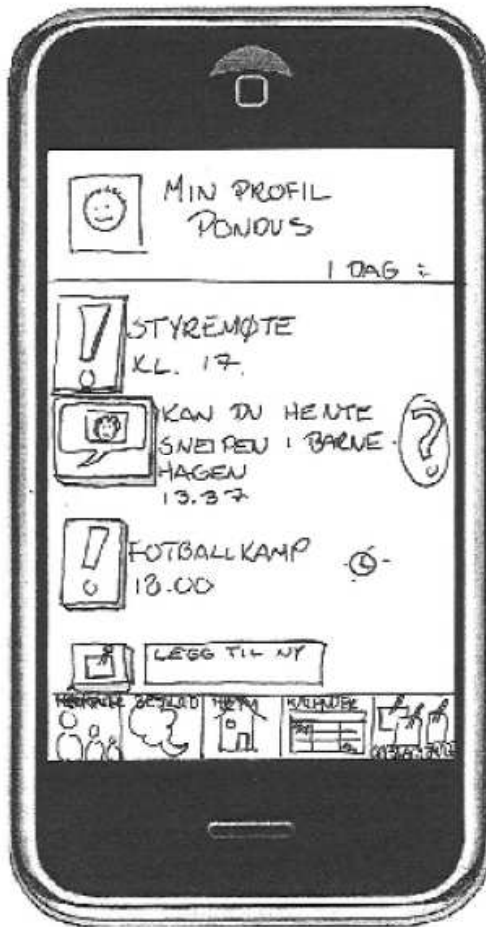 MIN PROFIL
PONDUS
I DAG :
STYREMØTE
KL. 17.
KAN DU HENTE
SNEIPEN I BARNE-
HAGEN
13.37
FOTBALLKAMP
18.00
LEGG TIL NY
BESKJED
HJEM
KALENDER